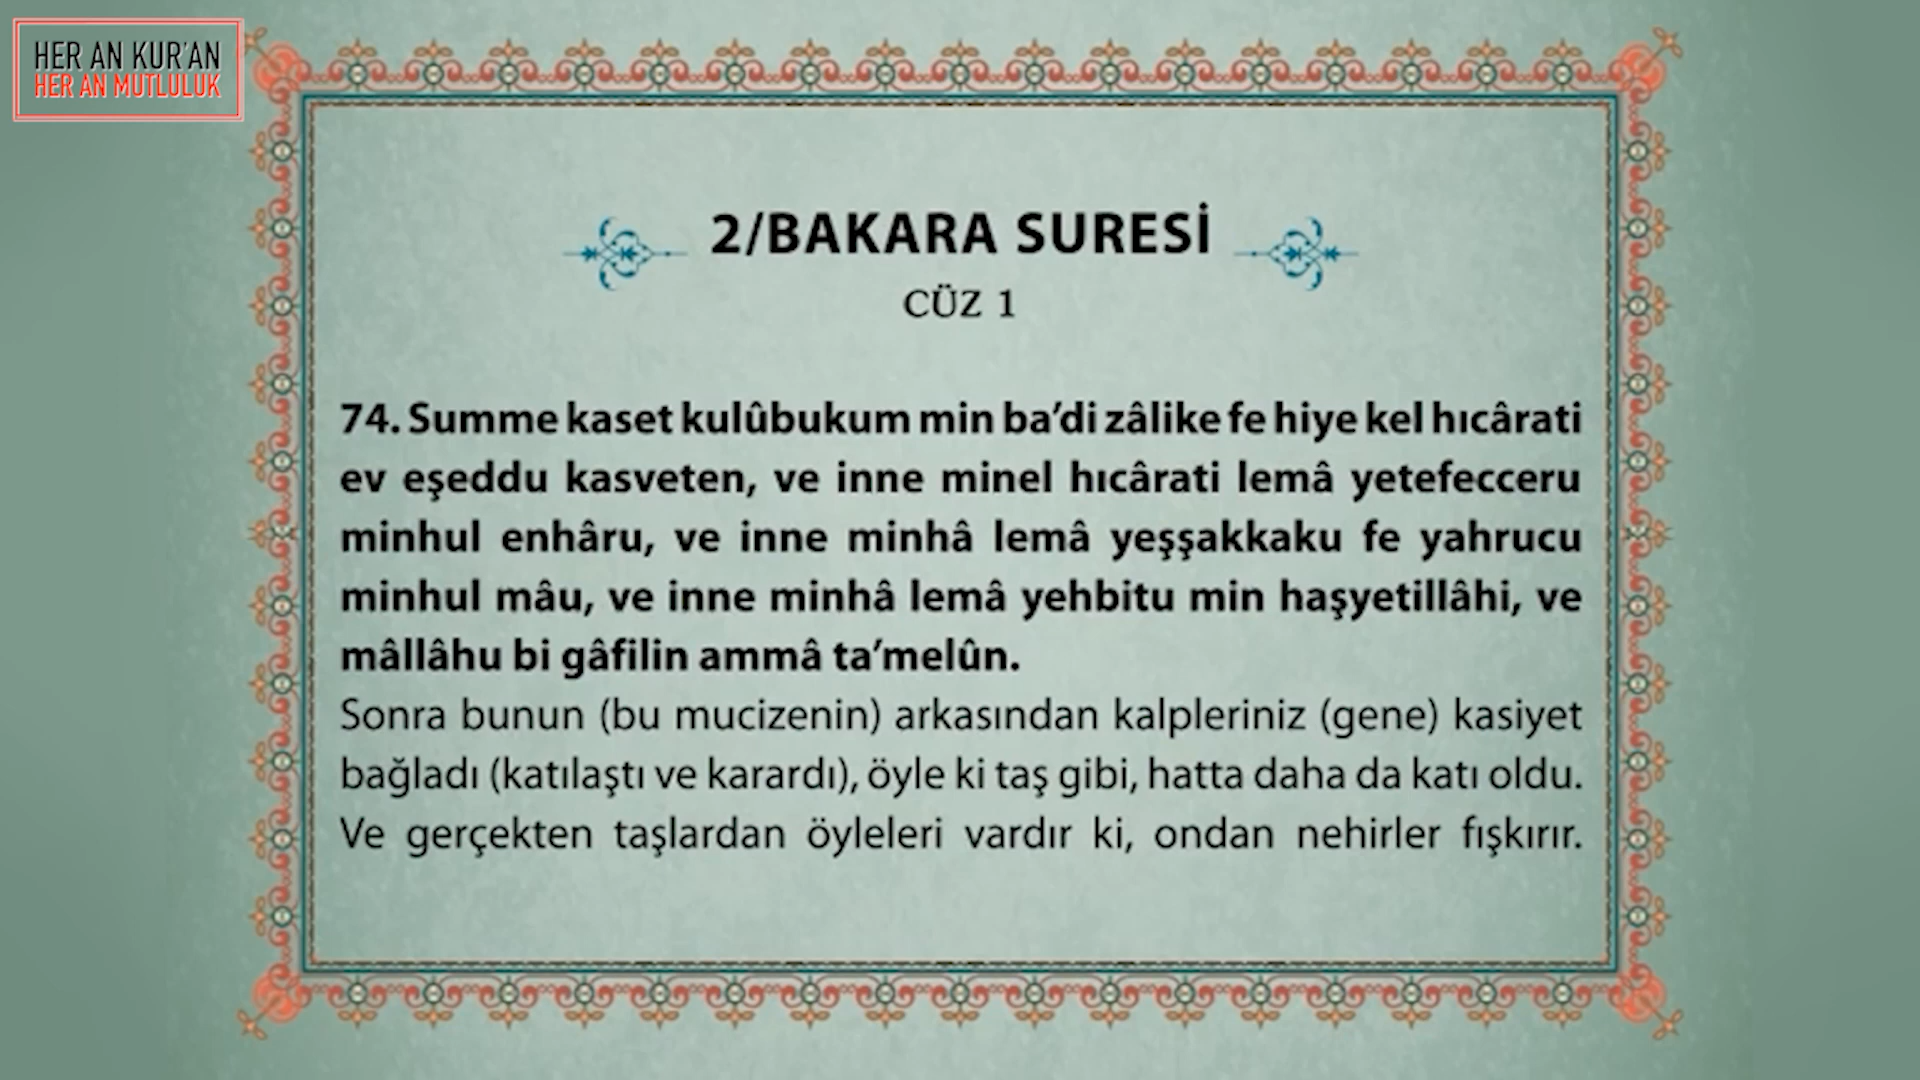 HER AN KUR'AN
HER AN MUTLULUK
2/BAKARA SURESİ
CÜZ 1
74. Summe kaset kulûbukum min ba’di zâlike fe hiye kel hıcârati
ev eşeddu kasveten, ve inne minel hıcârati lemâ yetefecceru
minhul enhâru, ve inne minhâ lemâ yeşşakkaku fe yahrucu
minhul mâu, ve inne minhâ lemâ yehbitu min haşyetillâhi, ve
mâllâhu bi gâfilin ammâ ta’melûn.
Sonra bunun (bu mucizenin) arkasından kalpleriniz (gene) kasiyet
bağladı (katılaştı ve karardı), öyle ki taş gibi, hatta daha da katı oldu.
Ve gerçekten taşlardan öyleleri vardır ki, ondan nehirler fışkırır.